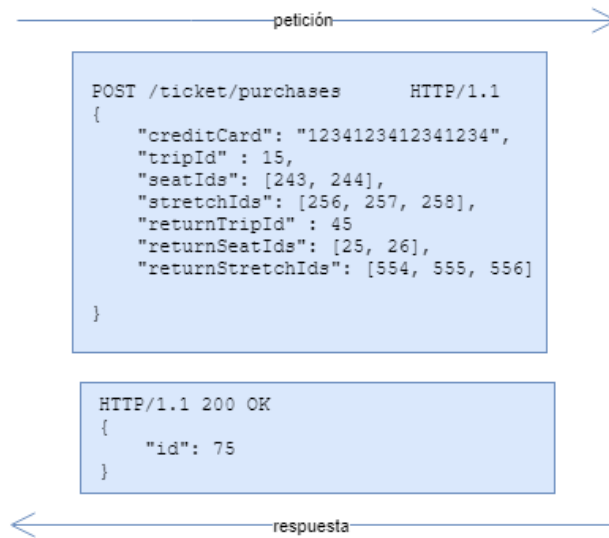 petición
POST /ticket/purchases HTTP/1.1
{
"creditCard": "1234123412341234",
"tripId" : 15,
"seatIds": [243, 244],
"stretchIds": [256, 257, 258],
"returnTripId" : 45
"returnSeatIds": [25, 26],
"returnStretchIds": [554, 555, 556]
}
HTTP/1.1 200 OK
{
"id": 75
}
respuesta